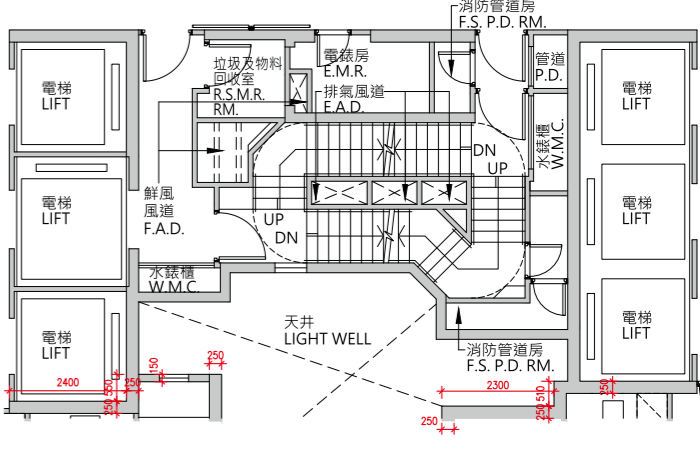 消防管道房
F.S. P.D. RM.
垃圾及物料
回收室
R.S.M.R.
RM.
電錶房
E.M.R.
管道
P.D.
電梯
LIFT
電梯
LIFT
排氣風道
E.A.D.
水錶櫃
W.M.C.
DN
UP
鮮風
風道
F.A.D.
電梯
LIFT
電梯
LIFT
UP
DN
水錶櫃
W.M.C.
天井
LIGHT WELL
電梯
LIFT
電梯
LIFT
消防管道房
F.S. P.D. RM.
2400
550
250
250
150
250
2300
510
250
250
250